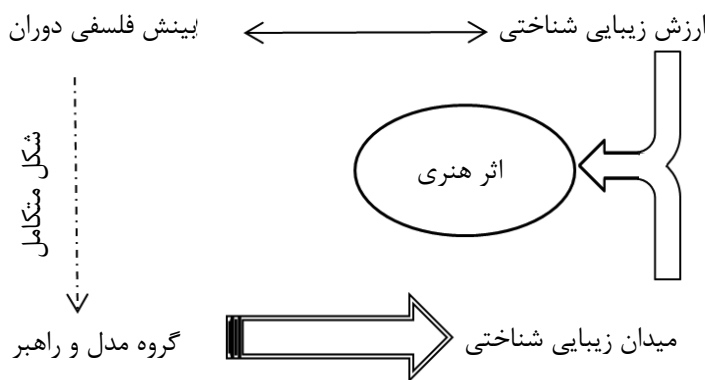 ارزش زیبایی شناختی
بینش فلسفی دوران
شکل متکامل
اثر هنری
میدان زیبایی شناختی
گروه مدل و راهبر